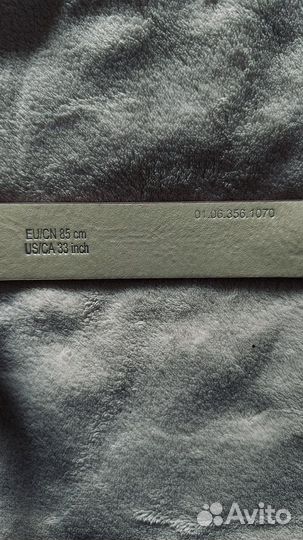 01.06.356.1070
EU/CN 85 cm
US/CA 33 inch
Avito